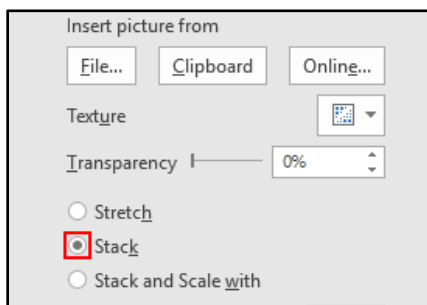 Insert picture from
File... Clipboard Online...
Texture
Transparency 0%
Stretch
Stack
Stack and Scale with